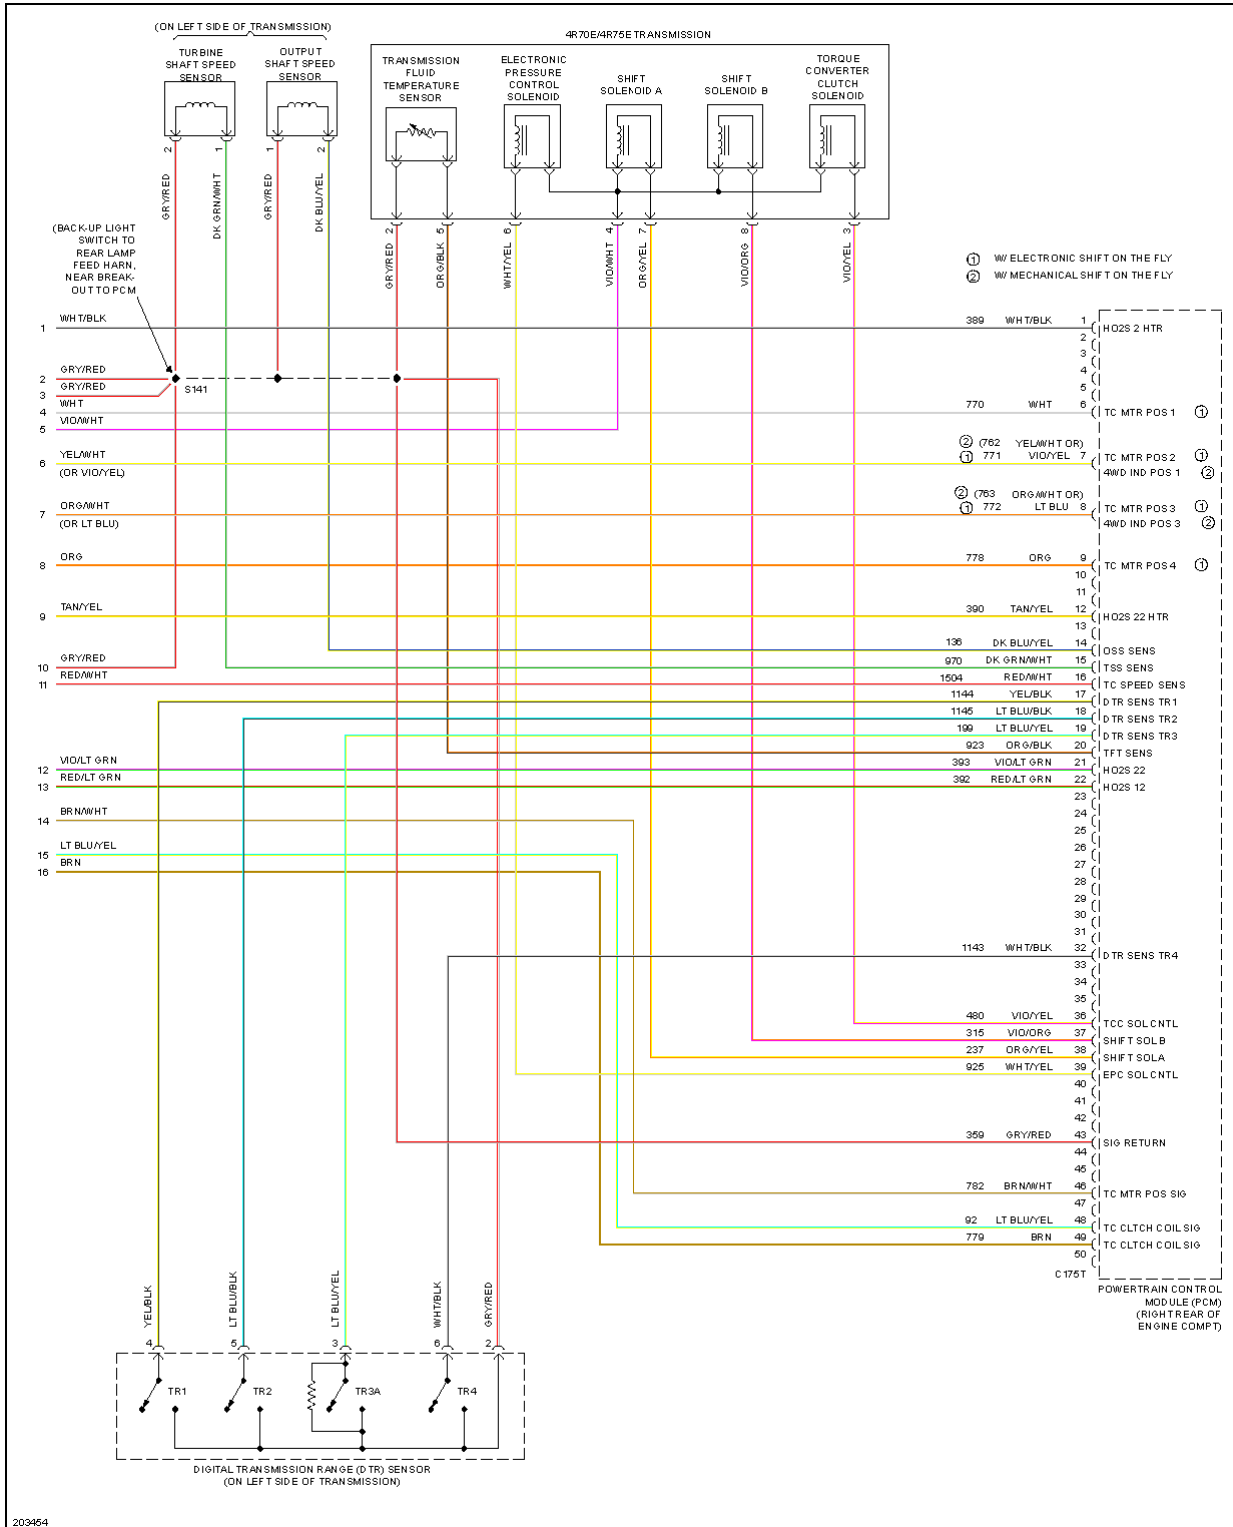 (ON LEFT SIDE OF TRANSMISSION)
TURBINE
SHAFT SPEED
SENSOR
OUTPUT
SHAFT SPEED
SENSOR
4R70E/4R75E TRANSMISSION
TRANSMISSION
FLUID
TEMPERATURE
SENSOR
ELECTRONIC
PRESSURE
CONTROL
SOLENOID
SHIFT
SOLENOID A
SHIFT
SOLENOID B
TORQUE
CONVERTER
CLUTCH
SOLENOID
2 1 1 2
GRY/RED
DK GRN/WHT
GRY/RED
DK BLU/YEL
2 5 6 4 7 8 3
GRY/RED
ORG/BLK
WHT/YEL
VIO/WHT
ORG/YEL
VIO/ORG
VIO/YEL
(BACK-UP LIGHT
SWITCH TO
REAR LAMP
FEED HARN,
NEAR BREAK-
OUT TO PCM
S141
1 W/ ELECTRONIC SHIFT ON THE FLY
2 W/ MECHANICAL SHIFT ON THE FLY
1 WHT/BLK
2 GRY/RED
3 GRY/RED
4 WHT
5 VIO/WHT
6 YEL/WHT
(OR VIO/YEL)
7 ORG/WHT
(OR LT BLU)
8 ORG
9 TAN/YEL
10 GRY/RED
11 RED/WHT
12 VIO/LT GRN
13 RED/LT GRN
14 BRN/WHT
15 LT BLU/YEL
16 BRN
389 WHT/BLK 1 HO2S 2 HTR
2
3
4
5
770 WHT 6 TC MTR POS 1 1
2 (762 YEL/WHT OR)
1 771 VIO/YEL 7 TC MTR POS 2 1
4WD IND POS 1 2
2 (763 ORG/WHT OR)
1 772 LT BLU 8 TC MTR POS 3 1
4WD IND POS 3 2
778 ORG 9 TC MTR POS 4 1
10
11
390 TAN/YEL 12 HO2S 22 HTR
13
136 DK BLU/YEL 14 OSS SENS
970 DK GRN/WHT 15 TSS SENS
1504 RED/WHT 16 TC SPEED SENS
1144 YEL/BLK 17 DTR SENS TR1
1145 LT BLU/BLK 18 DTR SENS TR2
199 LT BLU/YEL 19 DTR SENS TR3
923 ORG/BLK 20 TFT SENS
393 VIO/LT GRN 21 HO2S 22
392 RED/LT GRN 22 HO2S 12
23
24
25
26
27
28
29
30
31
1143 WHT/BLK 32 DTR SENS TR4
33
34
35
480 VIO/YEL 36 TCC SOL CNTL
315 VIO/ORG 37 SHIFT SOL B
237 ORG/YEL 38 SHIFT SOL A
925 WHT/YEL 39 EPC SOL CNTL
40
41
42
359 GRY/RED 43 SIG RETURN
44
45
782 BRN/WHT 46 TC MTR POS SIG
47
92 LT BLU/YEL 48 TC CLTCH COIL SIG
779 BRN 49 TC CLTCH COIL SIG
50
C175T
POWERTRAIN CONTROL
MODULE (PCM)
(RIGHT REAR OF
ENGINE COMPT)
YEL/BLK
LT BLU/BLK
LT BLU/YEL
WHT/BLK
GRY/RED
4 5 3 6 2
TR1 TR2 TR3A TR4
DIGITAL TRANSMISSION RANGE (DTR) SENSOR
(ON LEFT SIDE OF TRANSMISSION)
203454